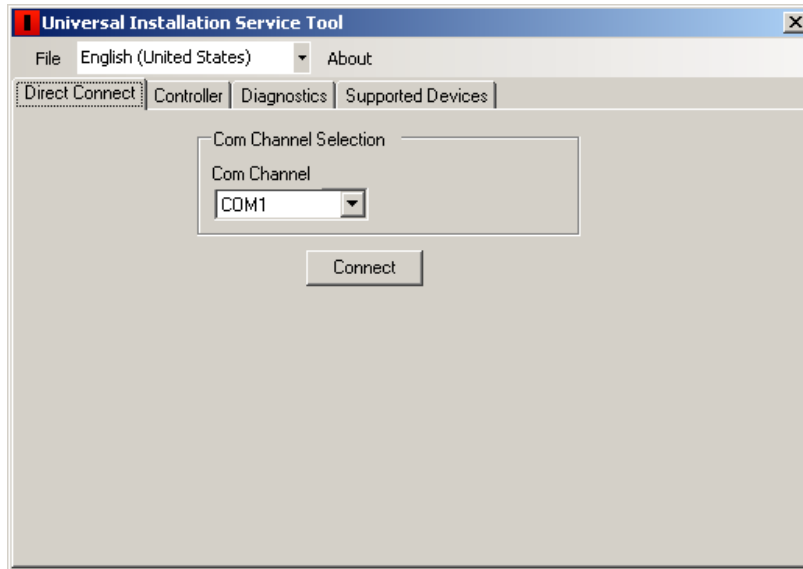 Universal Installation Service Tool
File English (United States) About
Direct Connect Controller Diagnostics Supported Devices
Com Channel Selection
Com Channel
COM1
Connect